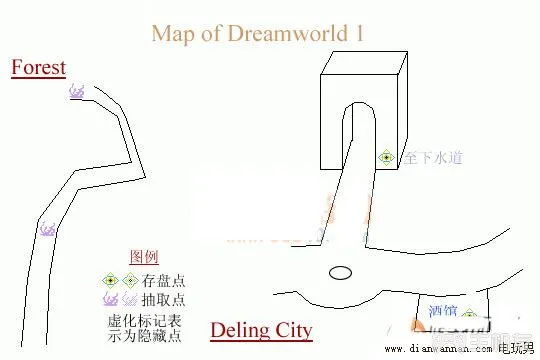 Map of Dreamworld 1
Forest
至下水道
图例
存盘点
抽取点
虚化标记表
示为隐藏点
Deling City
酒馆
www.dianwannan.com 电玩男